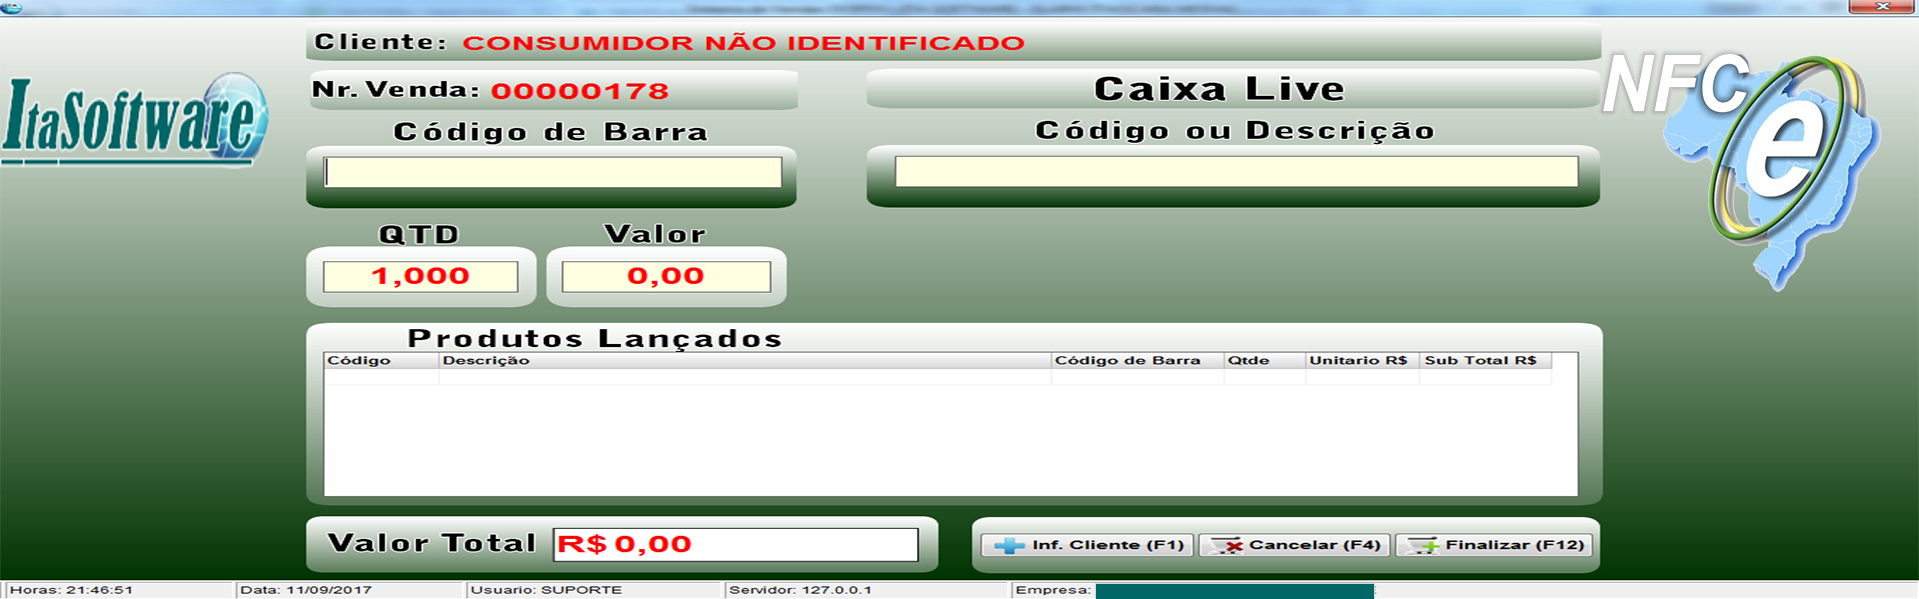 Cliente: CONSUMIDOR NÃO IDENTIFICADO
ItaSoftware
Nr. Venda: 00000178
Caixa Live
NFC e
Código de Barra
Código ou Descrição
QTD Valor
1,000 0,00
Produtos Lançados
Código Descrição Código de Barra Qtde Unitario R$ Sub Total R$
Valor Total R$ 0,00
Inf. Cliente (F1) Cancelar (F4) Finalizar (F12)
Horas: 21:46:51 Data: 11/09/2017 Usuario: SUPORTE Servidor: 127.0.0.1 Empresa: